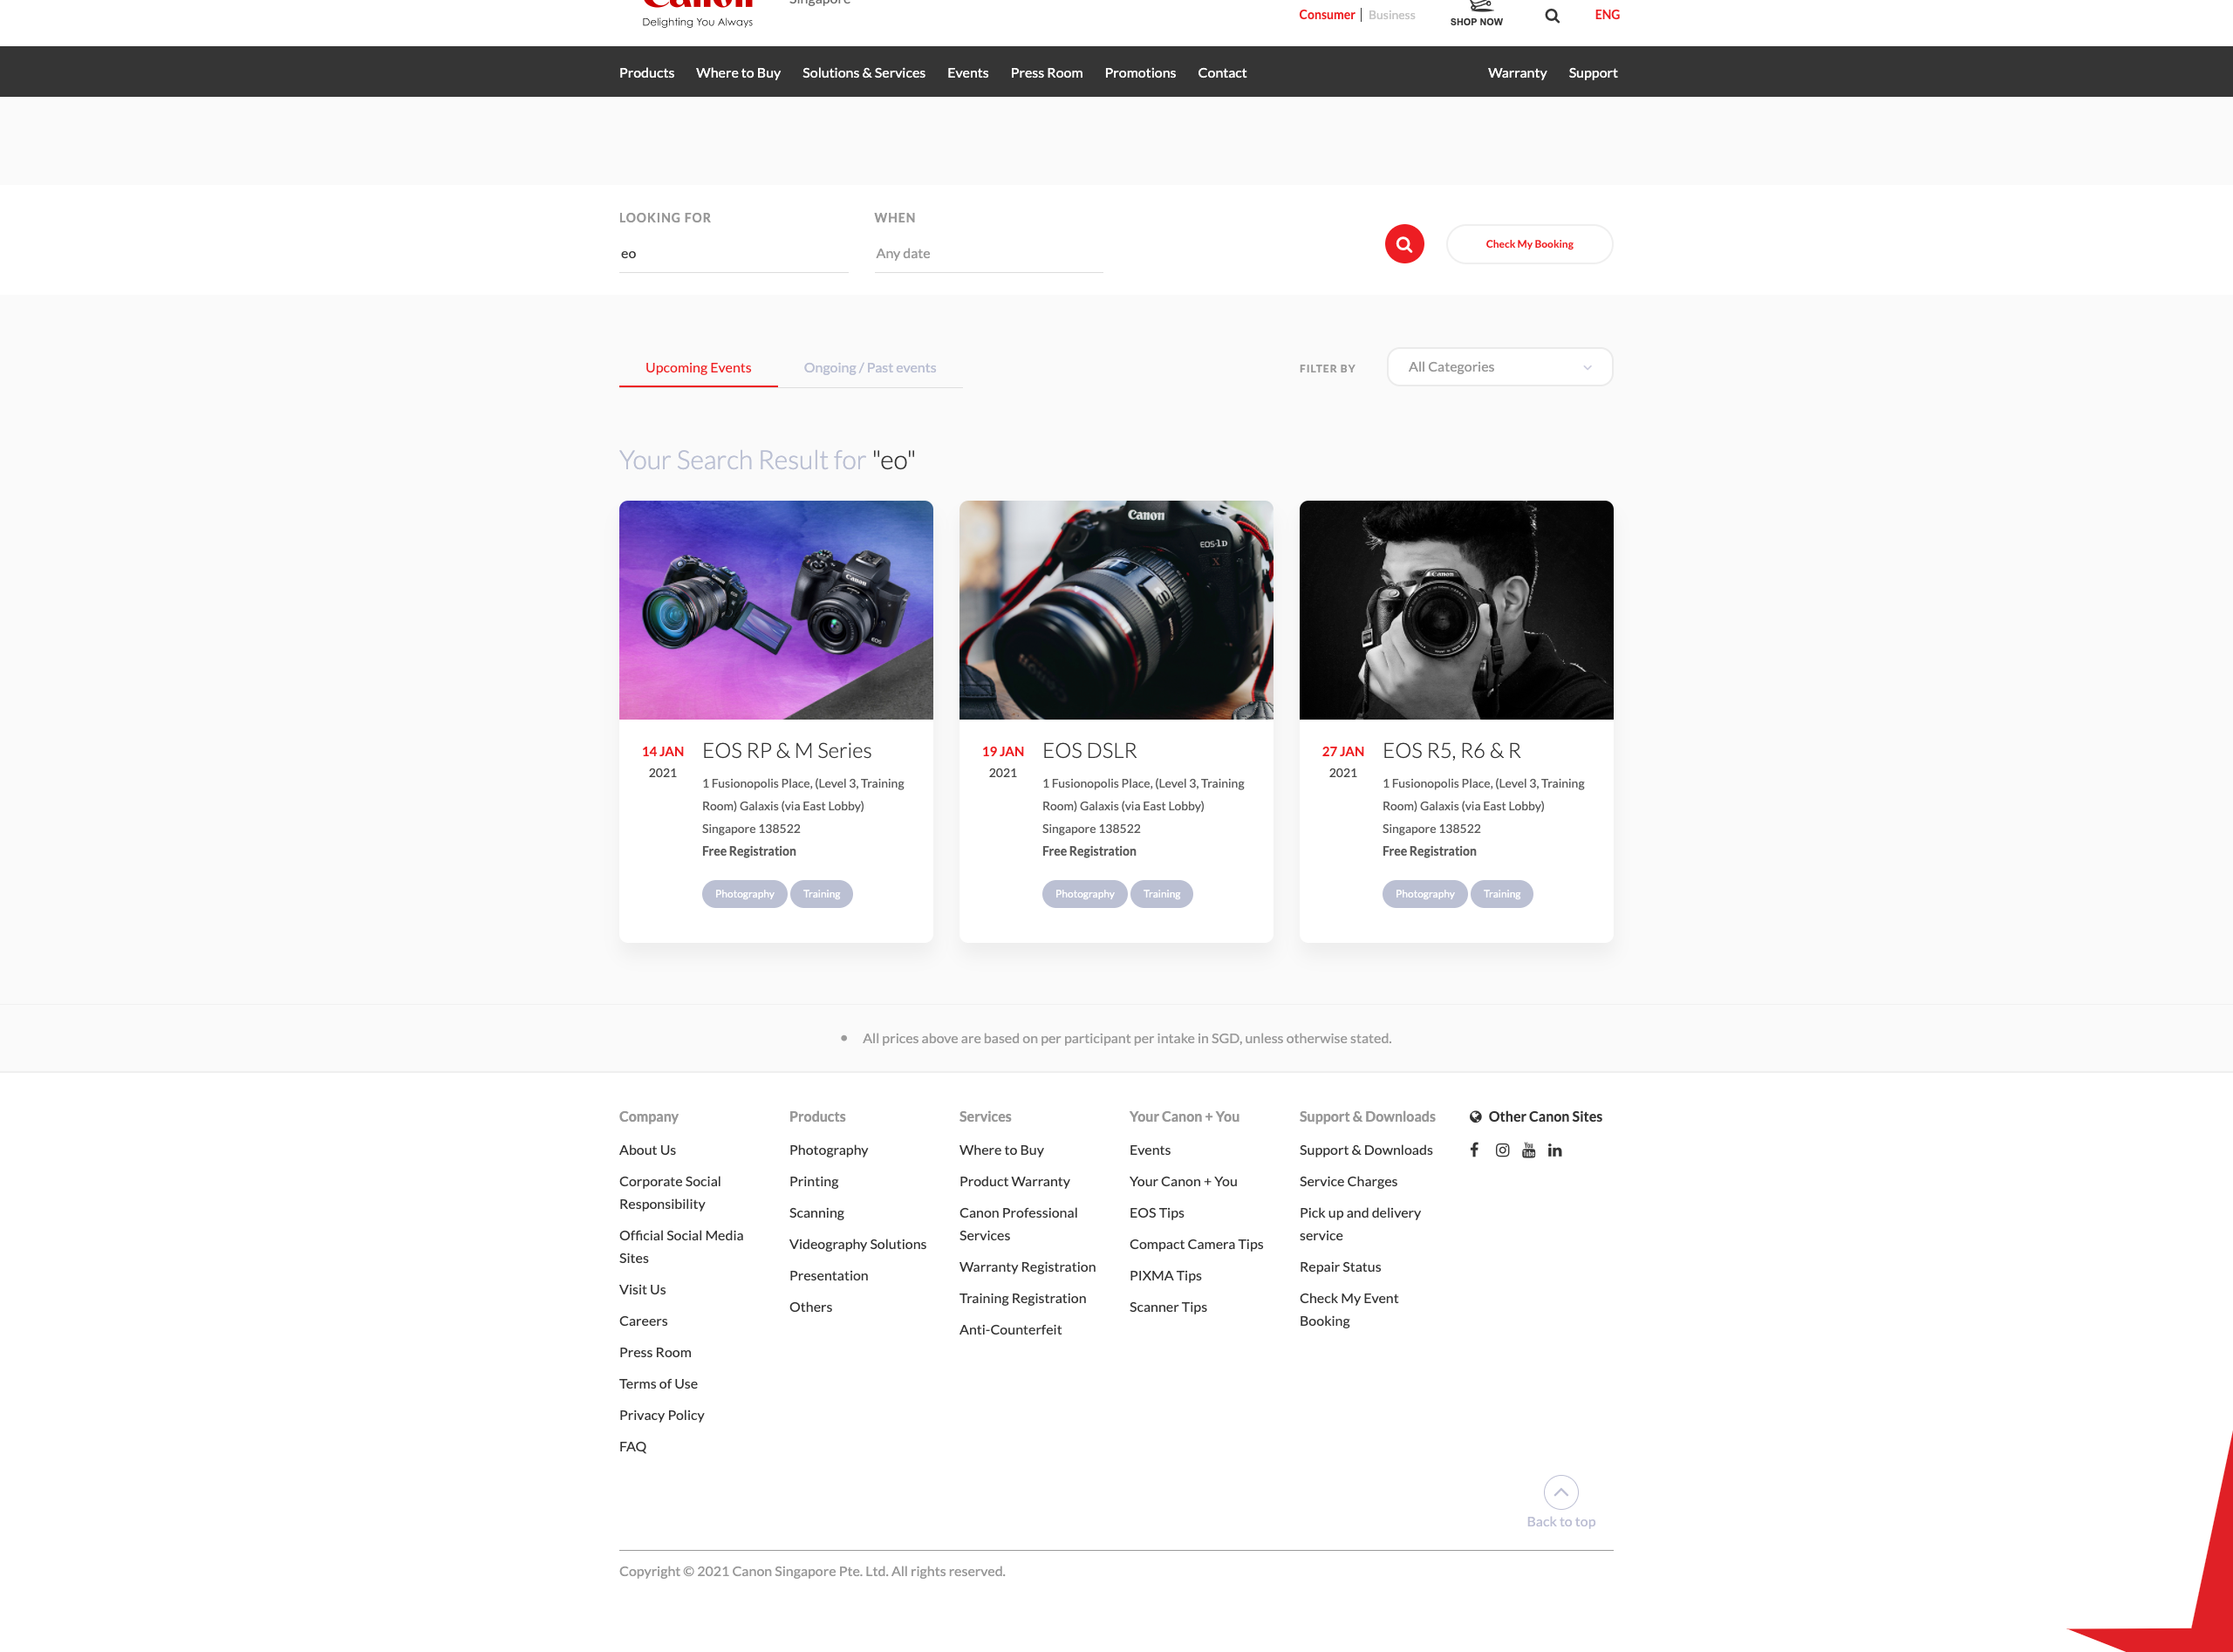 Canon
Singapore
Delighting You Always
Consumer | Business
SHOP NOW
ENG
Products Where to Buy Solutions & Services Events Press Room Promotions Contact Warranty Support
LOOKING FOR
WHEN
eo
Any date
Check My Booking
Upcoming Events
Ongoing / Past events
FILTER BY
All Categories
Your Search Result for "eo"
Canon
EOS
Canon
EOS-1D
X
Canon
14 JAN
2021
EOS RP & M Series
1 Fusionopolis Place, (Level 3, Training
Room) Galaxis (via East Lobby)
Singapore 138522
Free Registration
Photography Training
19 JAN
2021
EOS DSLR
1 Fusionopolis Place, (Level 3, Training
Room) Galaxis (via East Lobby)
Singapore 138522
Free Registration
Photography Training
27 JAN
2021
EOS R5, R6 & R
1 Fusionopolis Place, (Level 3, Training
Room) Galaxis (via East Lobby)
Singapore 138522
Free Registration
Photography Training
• All prices above are based on per participant per intake in SGD, unless otherwise stated.
Company
About Us
Corporate Social
Responsibility
Official Social Media
Sites
Visit Us
Careers
Press Room
Terms of Use
Privacy Policy
FAQ
Products
Photography
Printing
Scanning
Videography Solutions
Presentation
Others
Services
Where to Buy
Product Warranty
Canon Professional
Services
Warranty Registration
Training Registration
Anti-Counterfeit
Your Canon + You
Events
Your Canon + You
EOS Tips
Compact Camera Tips
PIXMA Tips
Scanner Tips
Support & Downloads
Support & Downloads
Service Charges
Pick up and delivery
service
Repair Status
Check My Event
Booking
Other Canon Sites
You
Tube
Back to top
Copyright © 2021 Canon Singapore Pte. Ltd. All rights reserved.